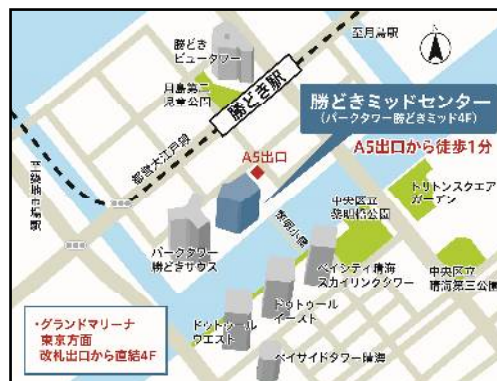 至月島駅
勝どき
ビュータワー
月島第二
児童公園
勝どき駅
勝どきミッドセンター
(パークタワー勝どきミッド4F)
A5出口から徒歩1分
A5出口
都営大江戸線
トリトンスクエア
ガーデン
中央区立
黎明橋公園
パークタワー
勝どきサウス
ベイシティ晴海
スカイリンクタワー
中央区立
晴海第三公園
ドゥトゥール
イースト
ドゥトゥール
ウエスト
ベイサイドタワー晴海
・グランドマリーナ
東京方面
改札出口から直結4F